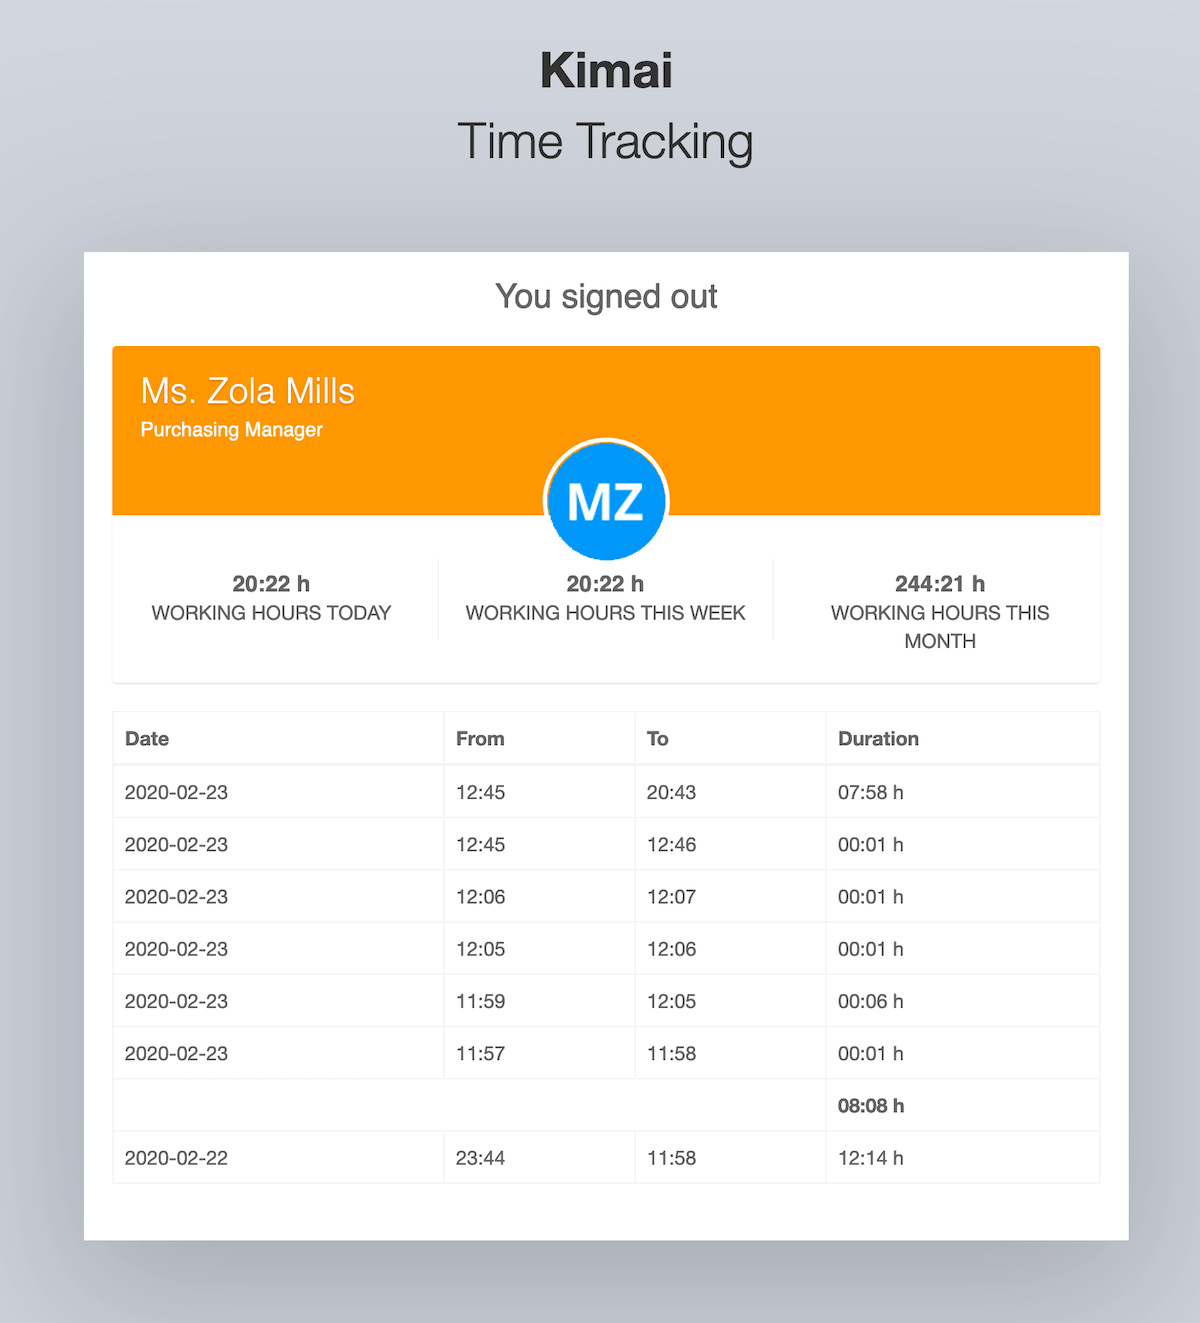 Kimai
Time Tracking
You signed out
Ms. Zola Mills
Purchasing Manager
MZ
20:22 h
WORKING HOURS TODAY
20:22 h
WORKING HOURS THIS WEEK
244:21 h
WORKING HOURS THIS
MONTH
Date From To Duration
2020-02-23 12:45 20:43 07:58 h
2020-02-23 12:45 12:46 00:01 h
2020-02-23 12:06 12:07 00:01 h
2020-02-23 12:05 12:06 00:01 h
2020-02-23 11:59 12:05 00:06 h
2020-02-23 11:57 11:58 00:01 h
08:08 h
2020-02-22 23:44 11:58 12:14 h